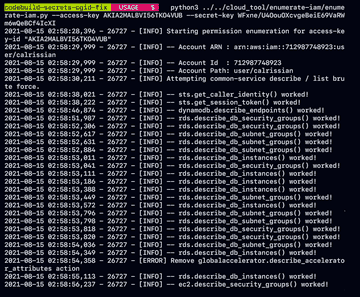 codebuild-secrets-cgid-fix USAGE $ python3 ../../cloud_tool/enumerate-iam/enume
rate-iam.py --access-key AKIA2MALBVI56TKO4VUB --secret-key
2021-08-15 02:58:28,396 - 26727 - [INFO] Starting permission enumeration for access-k
ey-id "AKIA2MALBVI56TKO4VUB"
2021-08-15 02:58:29,999 - 26727 - [INFO] -- Account ARN : arn:aws:iam::712987748923:us
er/calrissian
2021-08-15 02:58:29,999 - 26727 - [INFO] -- Account Id : 712987748923
2021-08-15 02:58:29,999 - 26727 - [INFO] -- Account Path: user/calrissian
2021-08-15 02:58:30,211 - 26727 - [INFO] Attempting common-service describe / list bru
te force.
2021-08-15 02:58:38,021 - 26727 - [INFO] -- sts.get_caller_identity() worked!
2021-08-15 02:58:38,222 - 26727 - [INFO] -- sts.get_session_token() worked!
2021-08-15 02:58:46,874 - 26727 - [INFO] -- dynamodb.describe_endpoints() worked!
2021-08-15 02:58:51,987 - 26727 - [INFO] -- rds.describe_db_security_groups() worked!
2021-08-15 02:58:52,303 - 26727 - [INFO] -- rds.describe_db_security_groups() worked!
2021-08-15 02:58:52,617 - 26727 - [INFO] -- rds.describe_db_subnet_groups() worked!
2021-08-15 02:58:52,631 - 26727 - [INFO] -- rds.describe_db_subnet_groups() worked!
2021-08-15 02:58:52,884 - 26727 - [INFO] -- rds.describe_db_subnet_groups() worked!
2021-08-15 02:58:53,011 - 26727 - [INFO] -- rds.describe_db_instances() worked!
2021-08-15 02:58:53,041 - 26727 - [INFO] -- rds.describe_db_security_groups() worked!
2021-08-15 02:58:53,111 - 26727 - [INFO] -- rds.describe_db_instances() worked!
2021-08-15 02:58:53,186 - 26727 - [INFO] -- rds.describe_db_instances() worked!
2021-08-15 02:58:53,388 - 26727 - [INFO] -- rds.describe_db_instances() worked!
2021-08-15 02:58:53,449 - 26727 - [INFO] -- rds.describe_db_subnet_groups() worked!
2021-08-15 02:58:53,572 - 26727 - [INFO] -- rds.describe_db_instances() worked!
2021-08-15 02:58:53,796 - 26727 - [INFO] -- rds.describe_db_subnet_groups() worked!
2021-08-15 02:58:53,798 - 26727 - [INFO] -- rds.describe_db_subnet_groups() worked!
2021-08-15 02:58:53,818 - 26727 - [INFO] -- rds.describe_db_security_groups() worked!
2021-08-15 02:58:53,820 - 26727 - [INFO] -- rds.describe_db_security_groups() worked!
2021-08-15 02:58:54,036 - 26727 - [INFO] -- rds.describe_db_subnet_groups() worked!
2021-08-15 02:58:54,349 - 26727 - [INFO] -- rds.describe_db_instances() worked!
2021-08-15 02:58:54,358 - 26727 - [ERROR] Remove globalaccelerator.describe_accelerato
r_attributes action
2021-08-15 02:58:55,113 - 26727 - [INFO] -- rds.describe_db_instances() worked!
2021-08-15 02:58:56,237 - 26727 - [INFO] -- ec2.describe_security_groups() worked!